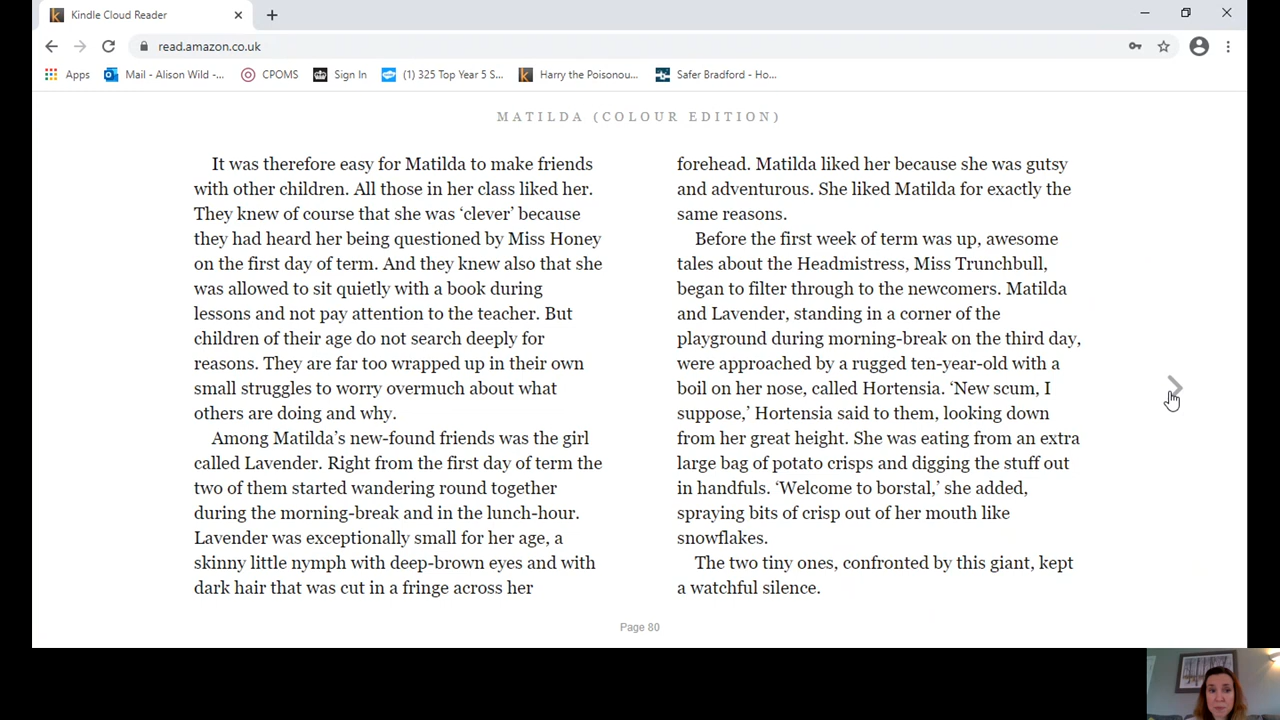 Kindle Cloud Reader
read.amazon.co.uk
Apps
Mail - Alison Wild -...
CPOMS
Sign In
(1) 325 Top Year 5 S...
Harry the Poisonou...
Safer Bradford - Ho...
MATILDA (COLOUR EDITION)
It was therefore easy for Matilda to make friends
with other children. All those in her class liked her.
They knew of course that she was ‘clever’ because
they had heard her being questioned by Miss Honey
on the first day of term. And they knew also that she
was allowed to sit quietly with a book during
lessons and not pay attention to the teacher. But
children of their age do not search deeply for
reasons. They are far too wrapped up in their own
small struggles to worry overmuch about what
others are doing and why.
Among Matilda’s new-found friends was the girl
called Lavender. Right from the first day of term the
two of them started wandering round together
during the morning-break and in the lunch-hour.
Lavender was exceptionally small for her age, a
skinny little nymph with deep-brown eyes and with
dark hair that was cut in a fringe across her
forehead. Matilda liked her because she was gutsy
and adventurous. She liked Matilda for exactly the
same reasons.
Before the first week of term was up, awesome
tales about the Headmistress, Miss Trunchbull,
began to filter through to the newcomers. Matilda
and Lavender, standing in a corner of the
playground during morning-break on the third day,
were approached by a rugged ten-year-old with a
boil on her nose, called Hortensia. ‘New scum, I
suppose,’ Hortensia said to them, looking down
from her great height. She was eating from an extra
large bag of potato crisps and digging the stuff out
in handfuls. ‘Welcome to borstal,’ she added,
spraying bits of crisp out of her mouth like
snowflakes.
The two tiny ones, confronted by this giant, kept
a watchful silence.
Page 80